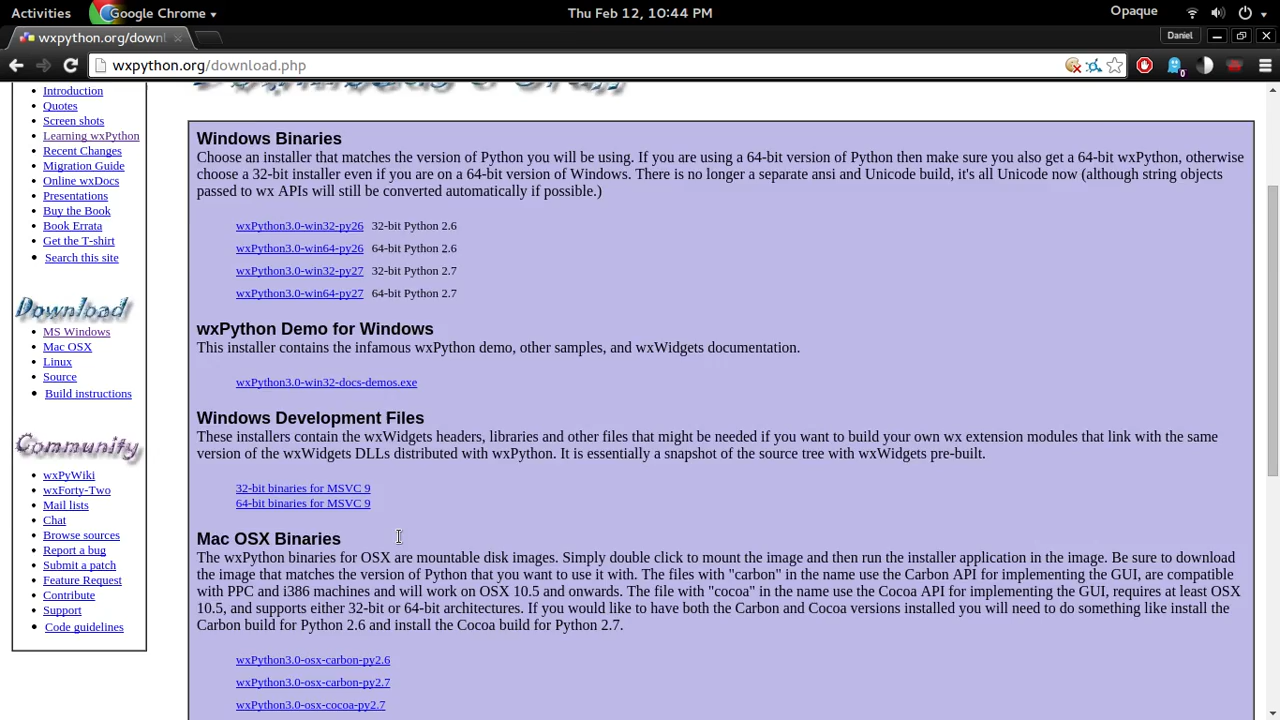 Activities Google Chrome Thu Feb 12, 10:44 PM Opaque
wxpython.org/downl Daniel
wxpython.org/download.php 0
Introduction
Quotes
Screen shots
Learning wxPython
Recent Changes
Migration Guide
Online wxDocs
Presentations
Buy the Book
Book Errata
Get the T-shirt
Search this site
Download
MS Windows
Mac OSX
Linux
Source
Build instructions
Community
wxPyWiki
wxForty-Two
Mail lists
Chat
Browse sources
Report a bug
Submit a patch
Feature Request
Contribute
Support
Code guidelines
Windows Binaries
Choose an installer that matches the version of Python you will be using. If you are using a 64-bit version of Python then make sure you also get a 64-bit wxPython, otherwise
choose a 32-bit installer even if you are on a 64-bit version of Windows. There is no longer a separate ansi and Unicode build, it's all Unicode now (although string objects
passed to wx APIs will still be converted automatically if possible.)
wxPython3.0-win32-py26 32-bit Python 2.6
wxPython3.0-win64-py26 64-bit Python 2.6
wxPython3.0-win32-py27 32-bit Python 2.7
wxPython3.0-win64-py27 64-bit Python 2.7
wxPython Demo for Windows
This installer contains the infamous wxPython demo, other samples, and wxWidgets documentation.
wxPython3.0-win32-docs-demos.exe
Windows Development Files
These installers contain the wxWidgets headers, libraries and other files that might be needed if you want to build your own wx extension modules that link with the same
version of the wxWidgets DLLs distributed with wxPython. It is essentially a snapshot of the source tree with wxWidgets pre-built.
32-bit binaries for MSVC 9
64-bit binaries for MSVC 9
Mac OSX Binaries
The wxPython binaries for OSX are mountable disk images. Simply double click to mount the image and then run the installer application in the image. Be sure to download
the image that matches the version of Python that you want to use it with. The files with "carbon" in the name use the Carbon API for implementing the GUI, are compatible
with PPC and i386 machines and will work on OSX 10.5 and onwards. The file with "cocoa" in the name use the Cocoa API for implementing the GUI, requires at least OSX
10.5, and supports either 32-bit or 64-bit architectures. If you would like to have both the Carbon and Cocoa versions installed you will need to do something like install the
Carbon build for Python 2.6 and install the Cocoa build for Python 2.7.
wxPython3.0-osx-carbon-py2.6
wxPython3.0-osx-carbon-py2.7
wxPython3.0-osx-cocoa-py2.7